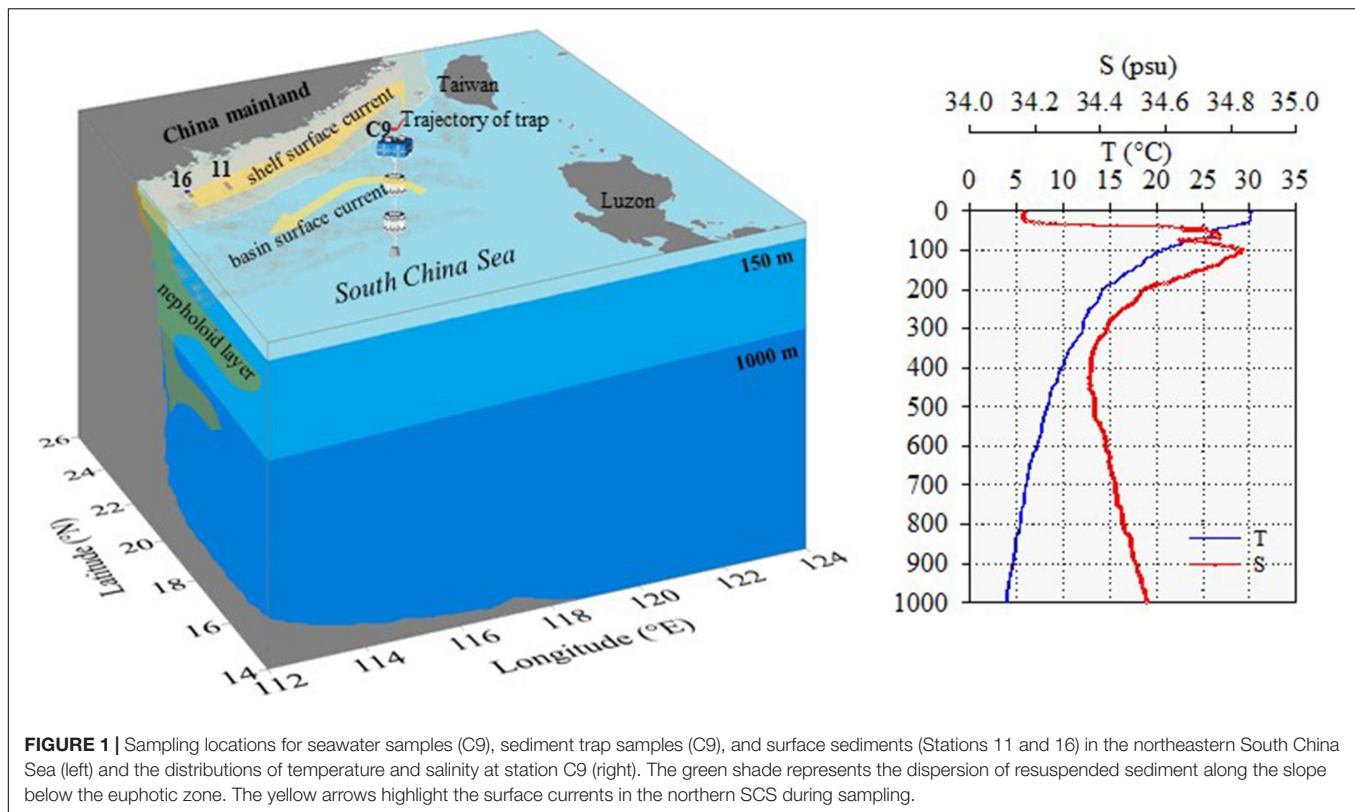 China mainland
Taiwan
C9
Trajectory of trap
16
11
shelf surface current
basin surface current
Luzon
South China Sea
nepholoid layer
150 m
1000 m
26
24
22
20
18
16
14
Latitude (°N)
112
114
116
118
120
122
124
Longitude (°E)
S (psu)
34.0 34.2 34.4 34.6 34.8 35.0
T (°C)
0 5 10 15 20 25 30 35
0
100
200
300
400
500
600
700
800
900
1000
T
S
FIGURE 1 | Sampling locations for seawater samples (C9), sediment trap samples (C9), and surface sediments (Stations 11 and 16) in the northeastern South China
Sea (left) and the distributions of temperature and salinity at station C9 (right). The green shade represents the dispersion of resuspended sediment along the slope
below the euphotic zone. The yellow arrows highlight the surface currents in the northern SCS during sampling.